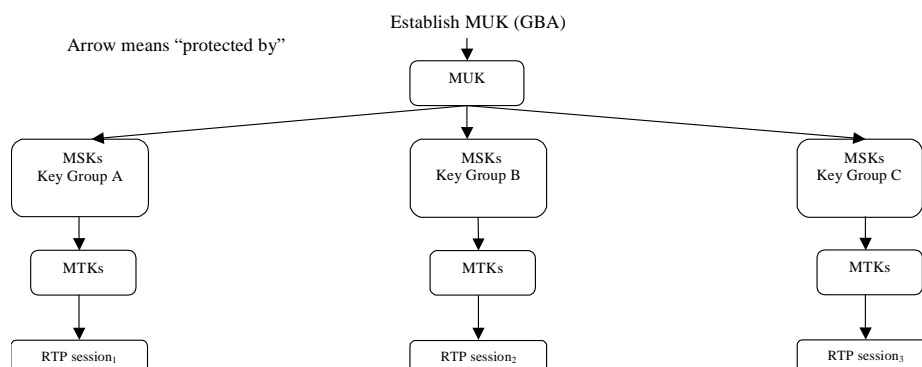 Establish MUK (GBA)
Arrow means “protected by”
MUK
MSKs
Key Group A
MSKs
Key Group B
MSKs
Key Group C
MTKs
MTKs
MTKs
RTP session₁
RTP session₂
RTP session₃